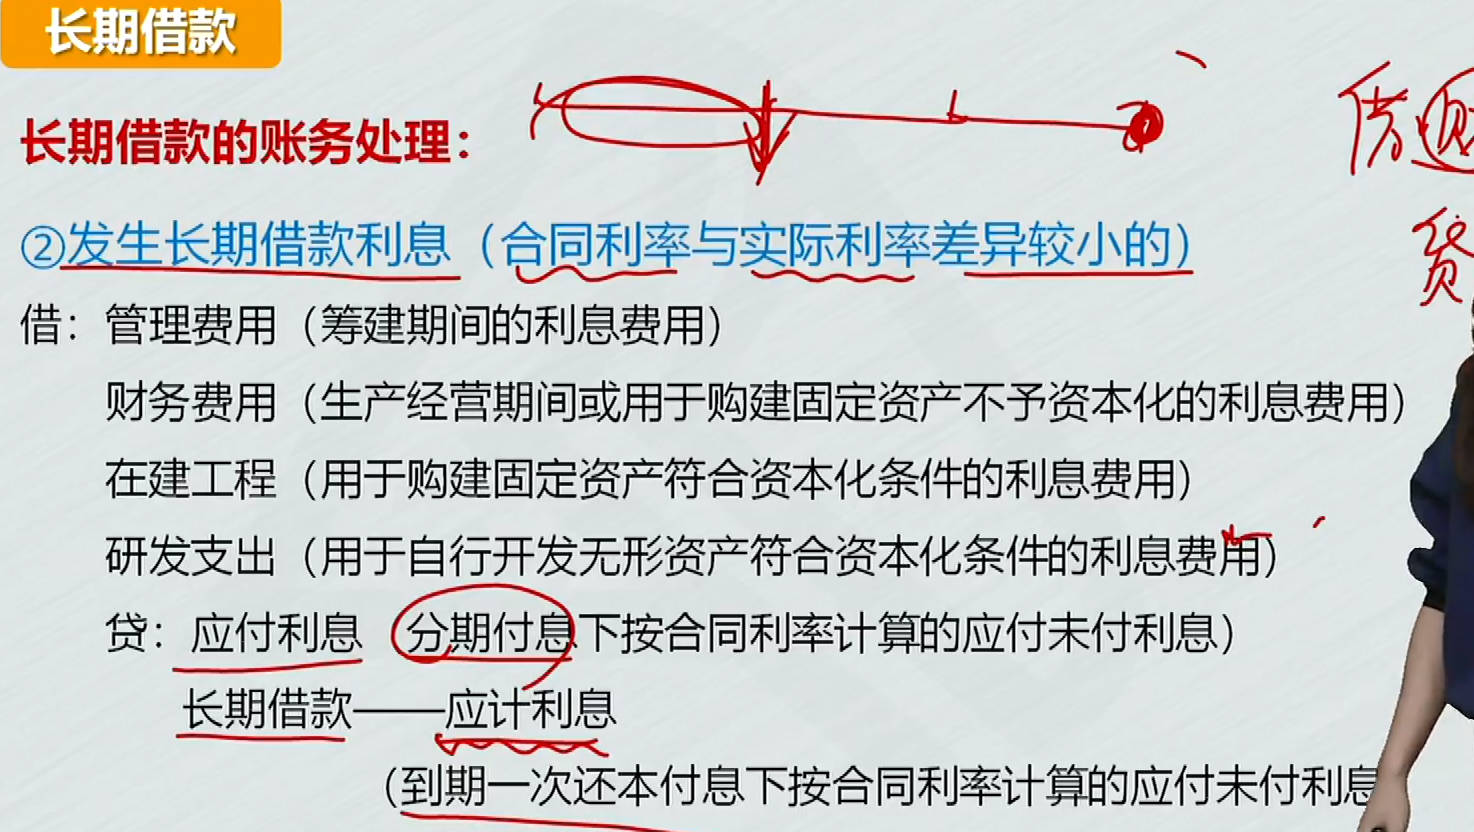 长期借款
长期借款的账务处理：
②发生长期借款利息（合同利率与实际利率差异较小的）
借：管理费用（筹建期间的利息费用）
财务费用（生产经营期间或用于购建固定资产不予资本化的利息费用）
在建工程（用于购建固定资产符合资本化条件的利息费用）
研发支出（用于自行开发无形资产符合资本化条件的利息费用）
贷：应付利息 分期付息下按合同利率计算的应付未付利息）
长期借款——应计利息
（到期一次还本付息下按合同利率计算的应付未付利息
借
贷